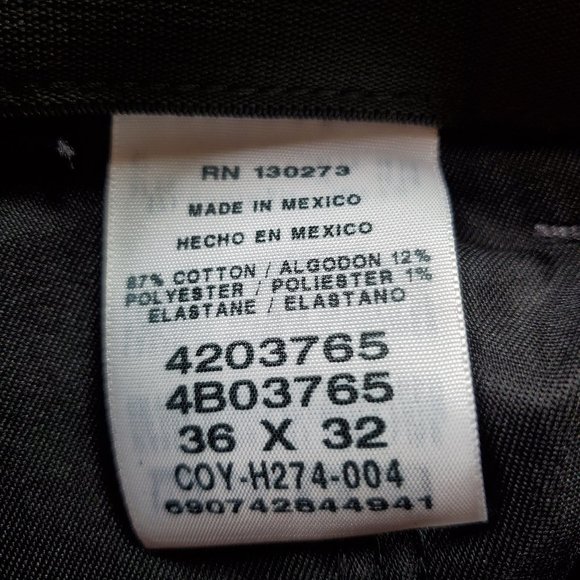 RN 130273
MADE IN MEXICO
HECHO EN MEXICO
87% COTTON / ALGODON 12%
POLYESTER / POLIESTER 1%
ELASTANE / ELASTANO
4203765
4B03765
36 X 32
COY-H274-004
690742844941